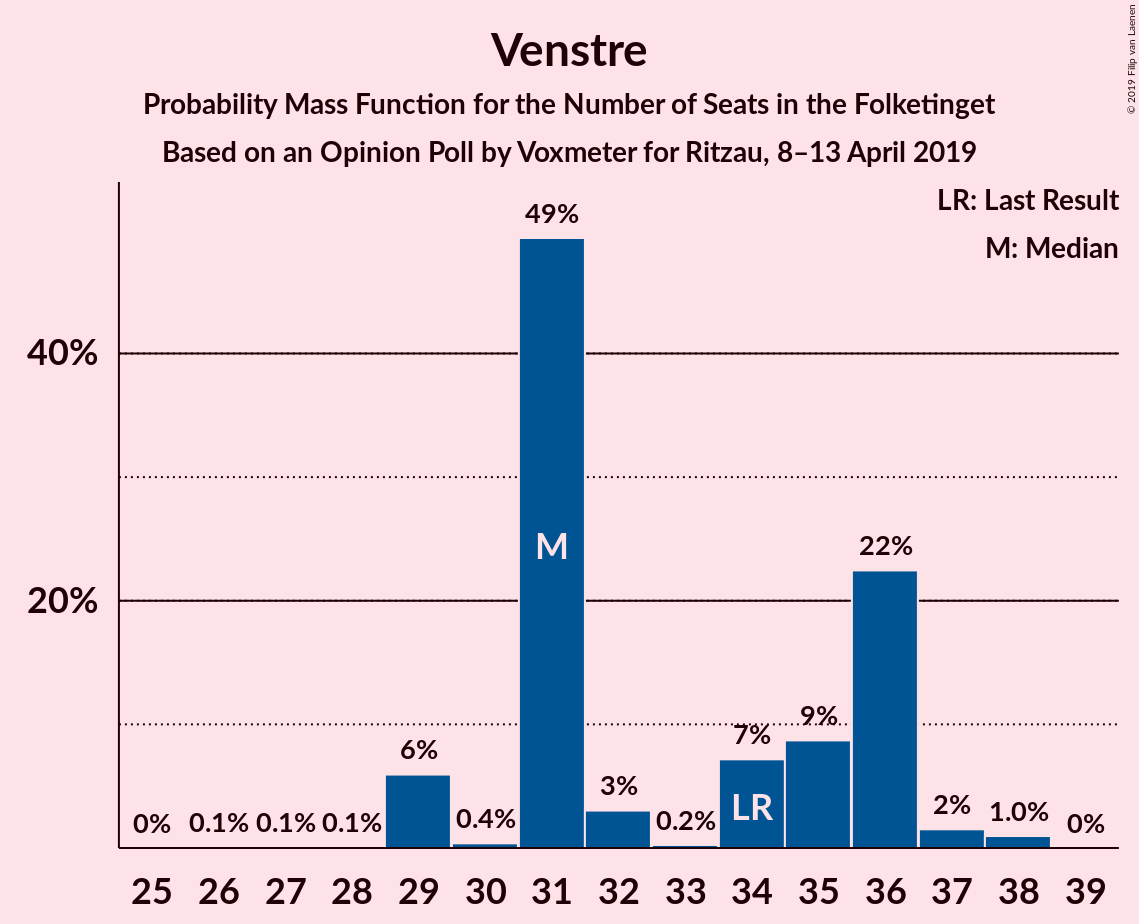 Venstre
Probability Mass Function for the Number of Seats in the Folketinget
Based on an Opinion Poll by Voxmeter for Ritzau, 8–13 April 2019
© 2019 Filip van Laenen
LR: Last Result
M: Median
40%
20%
0%
0.1%
0.1%
0.1%
6%
0.4%
49%
M
3%
0.2%
7%
LR
9%
22%
2%
1.0%
0%
25 26 27 28 29 30 31 32 33 34 35 36 37 38 39